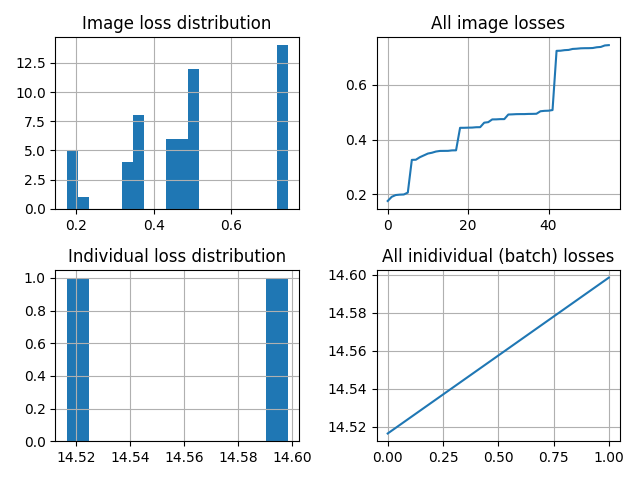 Image loss distribution
12.5
10.0
7.5
5.0
2.5
0.0
0.2 0.4 0.6
All image losses
0.6
0.4
0.2
0 20 40
Individual loss distribution
1.0
0.8
0.6
0.4
0.2
0.0
14.52 14.54 14.56 14.58 14.60
All inidividual (batch) losses
14.60
14.58
14.56
14.54
14.52
0.00 0.25 0.50 0.75 1.00